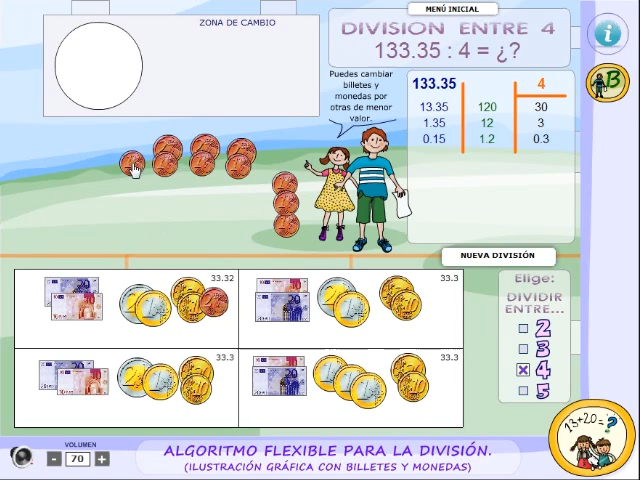 MENÚ INICIAL
ZONA DE CAMBIO
DIVISION ENTRE 4
133.35 : 4 = ¿?
Puedes cambiar
billetes y
monedas por
otras de menor
valor.
133.35 4
13.35 120 30
1.35 12 3
0.15 1.2 0.3
B
NUEVA DIVISIÓN
33.32
33.3
33.3
33.3
Elige:
DIVIDIR
ENTRE...
2
3
4
5
13+20=?
VOLUMEN
- 70 +
ALGORITMO FLEXIBLE PARA LA DIVISIÓN.
(ILUSTRACIÓN GRÁFICA CON BILLETES Y MONEDAS)